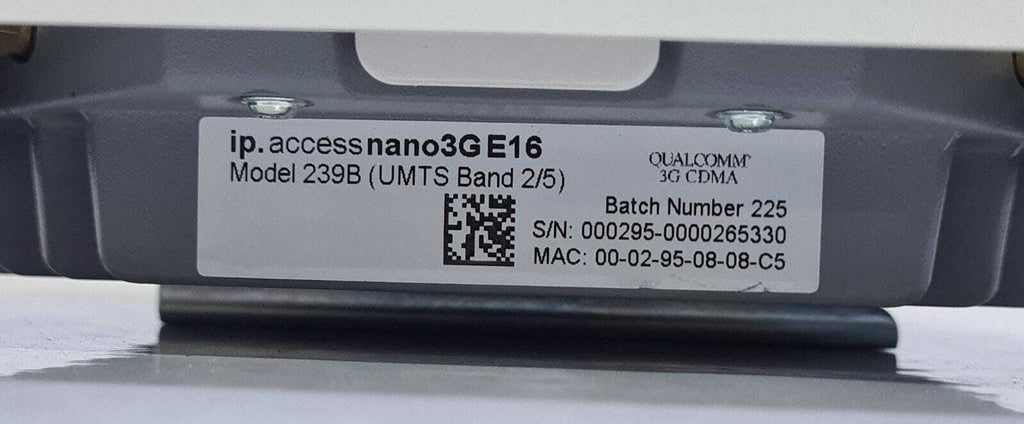 ip.access nano3G E16
Model 239B (UMTS Band 2/5)
QUALCOMM®
3G CDMA
Batch Number 225
S/N: 000295-0000265330
MAC: 00-02-95-08-08-C5